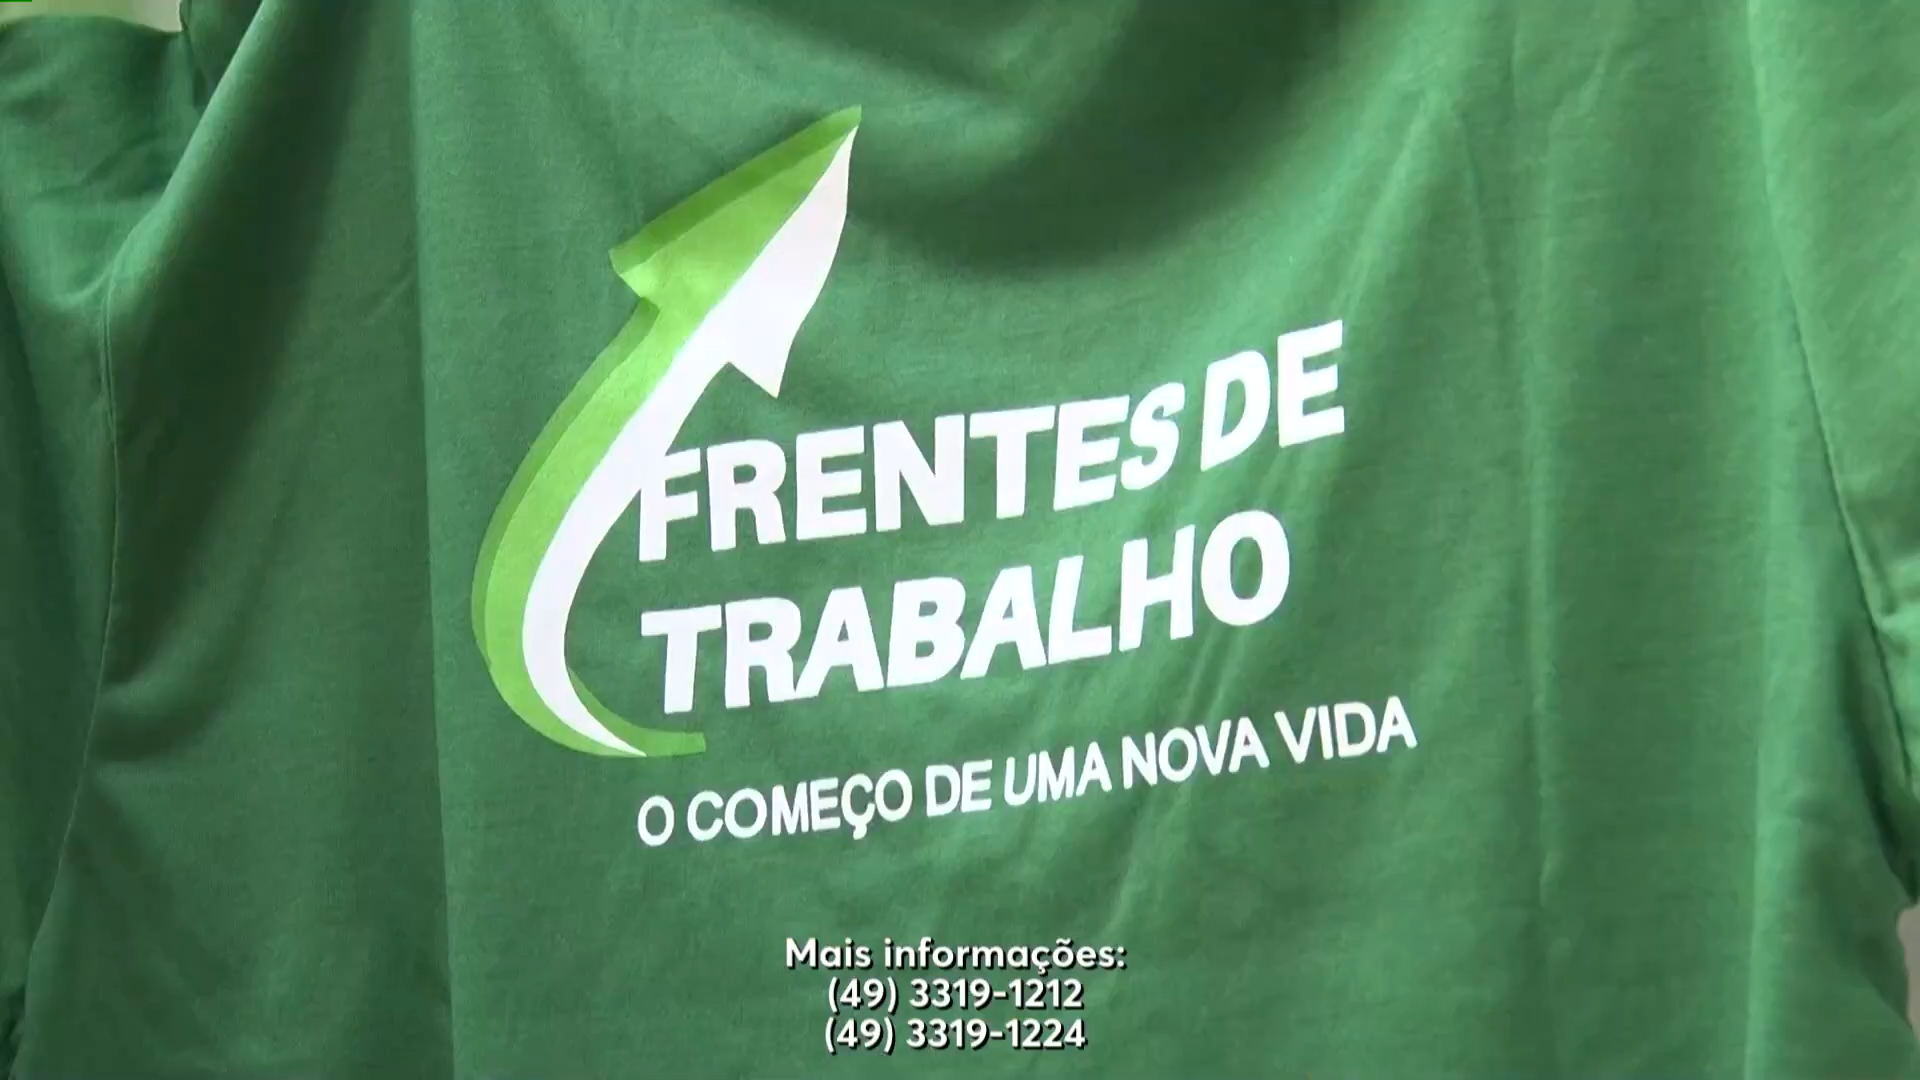 FRENTES DE
TRABALHO
O COMEÇO DE UMA NOVA VIDA
Mais informações:
(49) 3319-1212
(49) 3319-1224